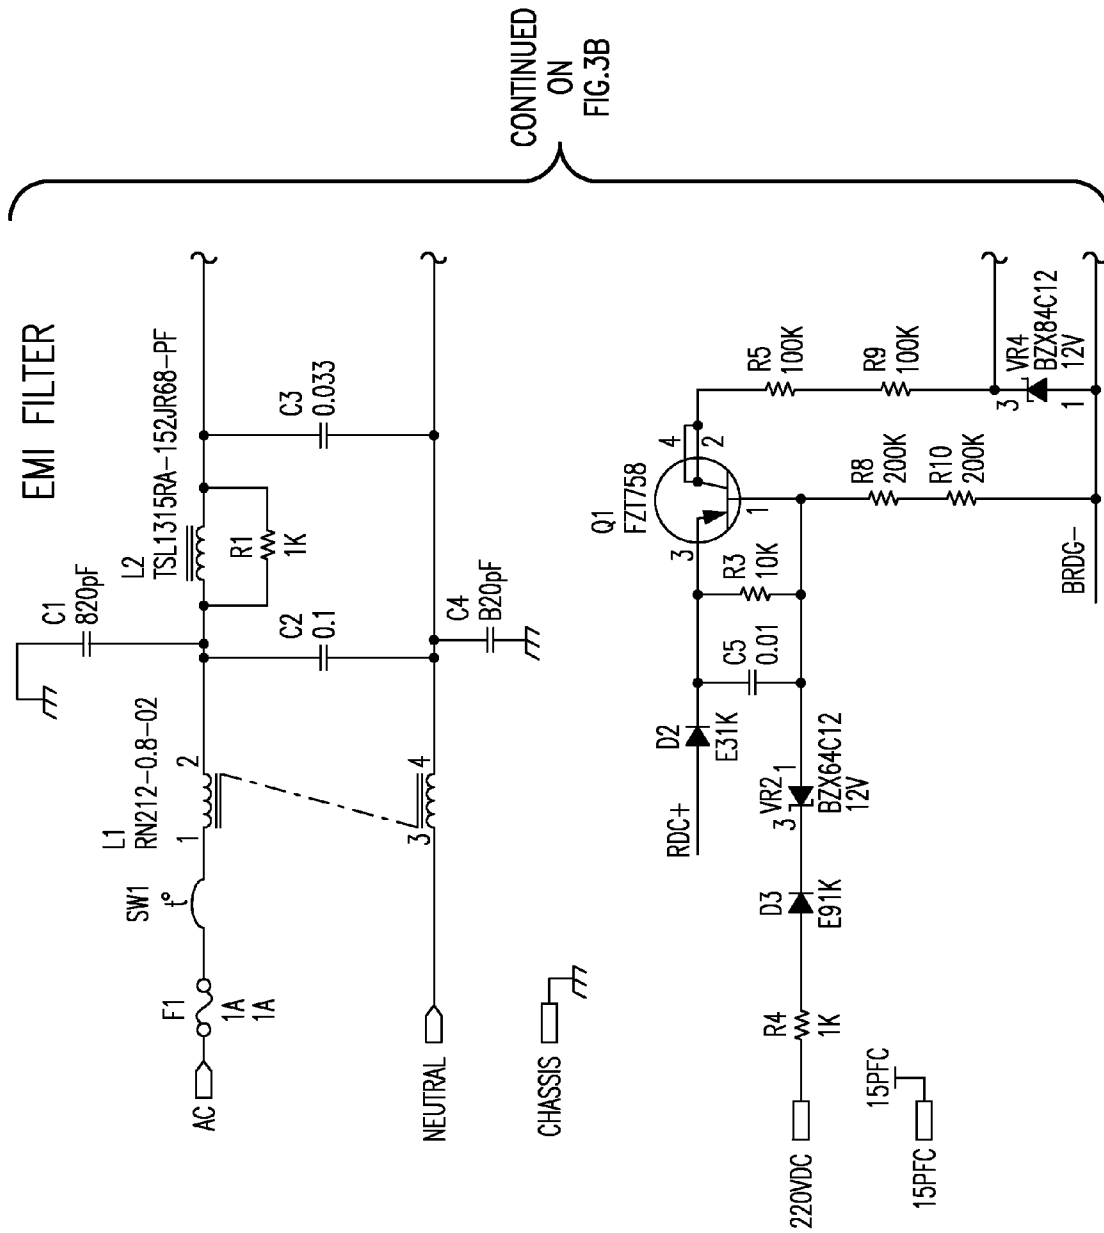 EMI FILTER
CONTINUED
ON
FIG.3B
C1
820pF
L2
TSL1315RA-152JR68-PF
R1
1K
C3
0.033
C2
0.1
C4
B20pF
L1
RN212-0.8-02
1
2
3
4
SW1
t°
F1
1A
1A
AC
NEUTRAL
CHASSIS
Q1
FZT758
4
2
3
1
R5
100K
R9
100K
VR4
BZX84C12
12V
3
1
R8
200K
R10
200K
BRDG-
R3
10K
C5
0.01
D2
E31K
RDC+
VR2
BZX64C12
12V
3
1
D3
E91K
R4
1K
220VDC
15PFC
15PFC